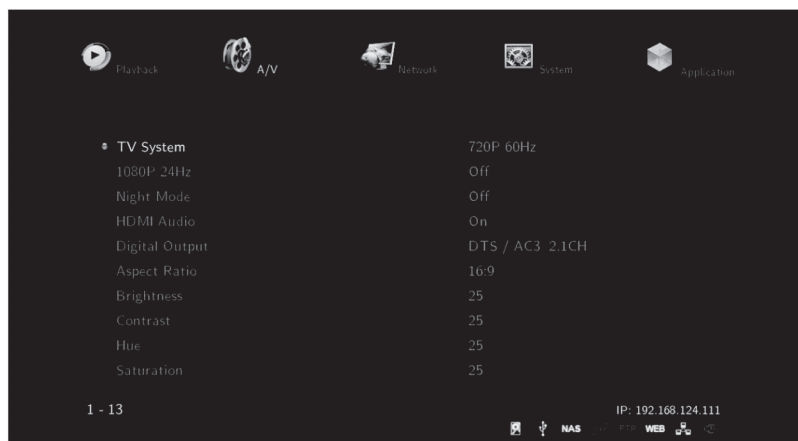 Playback A/V Network System Application
TV System 720P 60Hz
1080P 24Hz Off
Night Mode Off
HDMI Audio On
Digital Output DTS / AC3 2.1CH
Aspect Ratio 16:9
Brightness 25
Contrast 25
Hue 25
Saturation 25
1 - 13 IP: 192.168.124.111
NAS FTP WEB